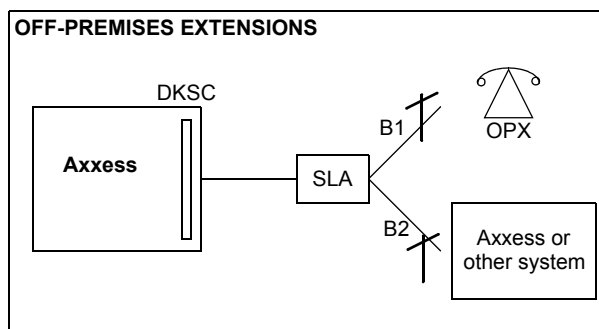 OFF-PREMISES EXTENSIONS
DKSC
Axxess
SLA
B1
OPX
B2
Axxess or
other system